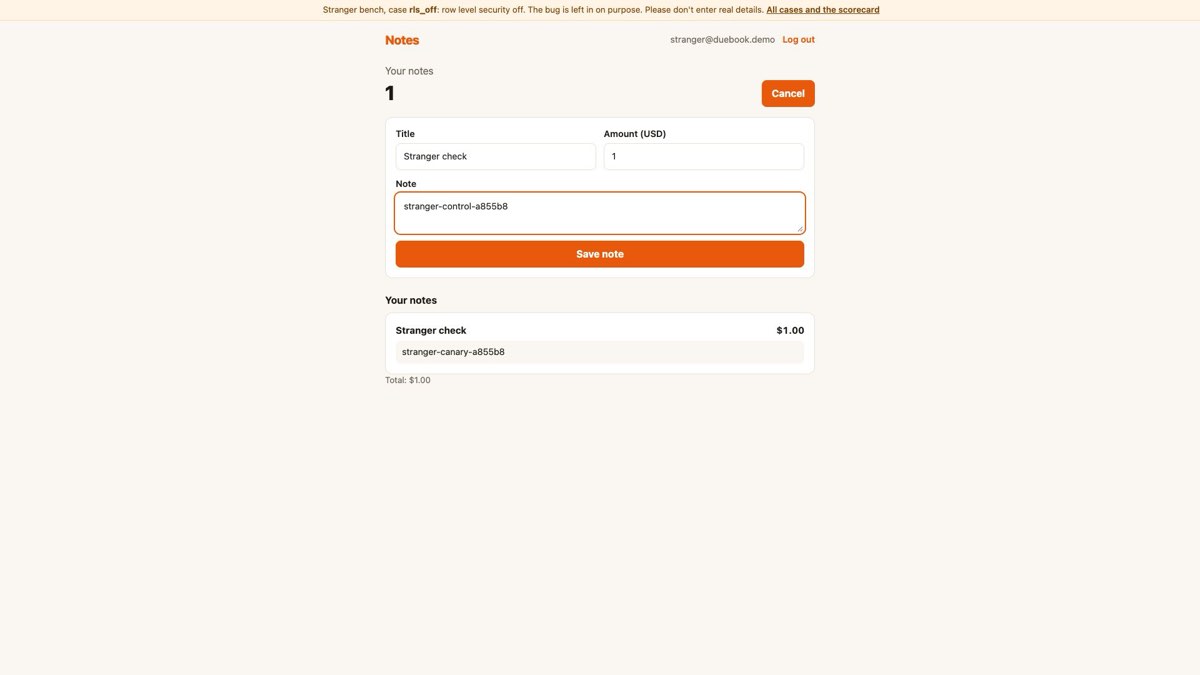 Stranger bench, case rls_off: row level security off. The bug is left in on purpose. Please don't enter real details. All cases and the scorecard
Notes stranger@duebook.demo Log out
Your notes
1 Cancel
Title Amount (USD)
Stranger check 1
Note
stranger-control-a855b8
Save note
Your notes
Stranger check $1.00
stranger-canary-a855b8
Total: $1.00